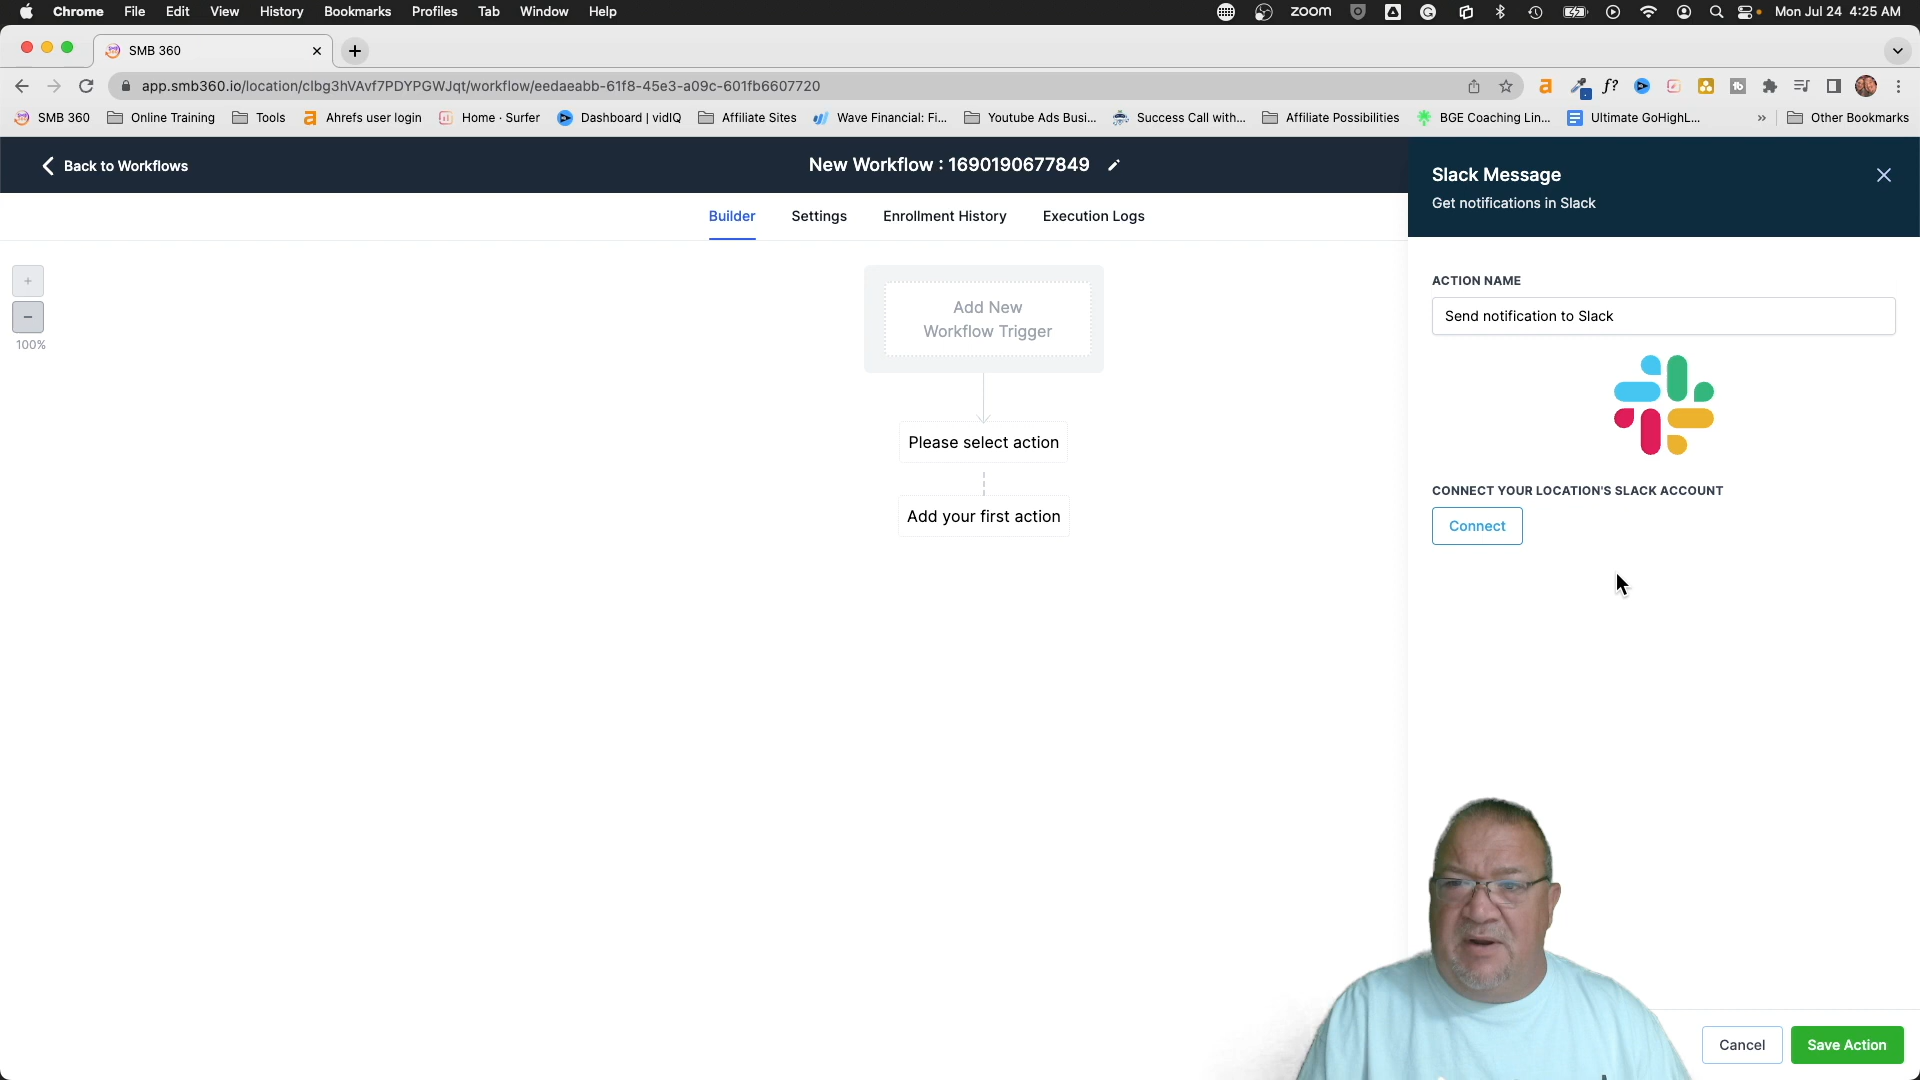 Chrome File Edit View History Bookmarks Profiles Tab Window Help
zoom
Mon Jul 24 4:25 AM
SMB 360
app.smb360.io/location/clbg3hVAvf7PDYPGWJqt/workflow/eedaeabb-61f8-45e3-a09c-601fb6607720
SMB 360 Online Training Tools Ahrefs user login Home · Surfer Dashboard | vidIQ Affiliate Sites Wave Financial: Fi... Youtube Ads Busi... Success Call with... Affiliate Possibilities BGE Coaching Lin... Ultimate GoHighL... » Other Bookmarks
Back to Workflows
New Workflow : 1690190677849
Builder Settings Enrollment History Execution Logs
+
−
100%
Add New
Workflow Trigger
Please select action
Add your first action
Slack Message
Get notifications in Slack
ACTION NAME
Send notification to Slack
CONNECT YOUR LOCATION'S SLACK ACCOUNT
Connect
Cancel
Save Action